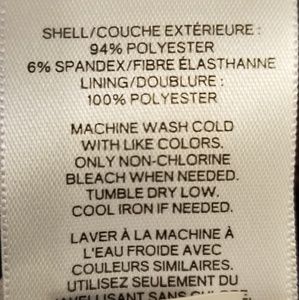 SHELL/COUCHE EXTÉRIEURE :
94% POLYESTER
6% SPANDEX/FIBRE ÉLASTHANNE
LINING/DOUBLURE :
100% POLYESTER
MACHINE WASH COLD
WITH LIKE COLORS.
ONLY NON-CHLORINE
BLEACH WHEN NEEDED.
TUMBLE DRY LOW.
COOL IRON IF NEEDED.
LAVER À LA MACHINE À
L'EAU FROIDE AVEC
COULEURS SIMILAIRES.
UTILISEZ SEULEMENT DU
SANS